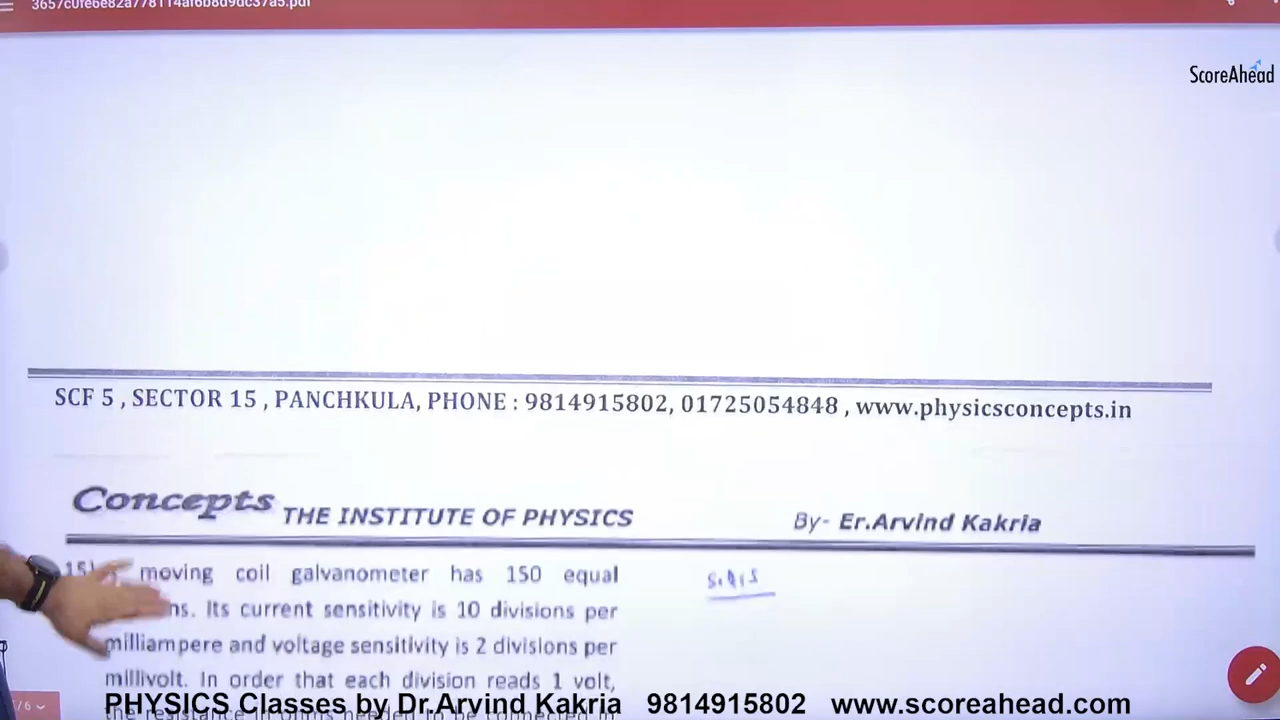 3657c0fe6e82a778114af6b8d9dc37a5.pdf
ScoreAhead
SCF 5 , SECTOR 15 , PANCHKULA, PHONE : 9814915802, 01725054848 , www.physicsconcepts.in
Concepts THE INSTITUTE OF PHYSICS By- Er.Arvind Kakria
moving coil galvanometer has 150 equal
Its current sensitivity is 10 divisions per
milliampere and voltage sensitivity is 2 divisions per
millivolt. In order that each division reads 1 volt,
PHYSICS Classes by Dr.Arvind Kakria 9814915802 www.scoreahead.com